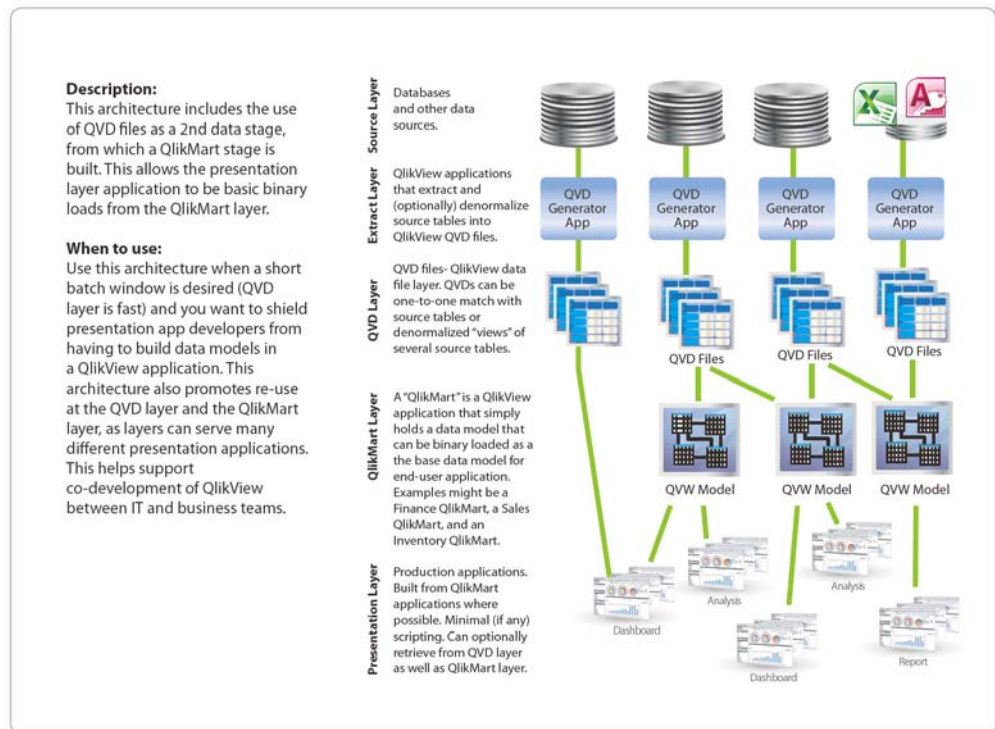 Description:
This architecture includes the use
of QVD files as a 2nd data stage,
from which a QlikMart stage is
built. This allows the presentation
layer application to be basic binary
loads from the QlikMart layer.
When to use:
Use this architecture when a short
batch window is desired (QVD
layer is fast) and you want to shield
presentation app developers from
having to build data models in
a QlikView application. This
architecture also promotes re-use
at the QVD layer and the QlikMart
layer, as layers can serve many
different presentation applications.
This helps support
co-development of QlikView
between IT and business teams.
Source Layer
Databases
and other data
sources.
Extract Layer
QlikView applications
that extract and
(optionally) denormalize
source tables into
QlikView QVD files.
QVD
Generator
App
QVD
Generator
App
QVD
Generator
App
QVD
Generator
App
QVD Layer
QVD files- QlikView data
file layer. QVDs can be
one-to-one match with
source tables or
denormalized "views" of
several source tables.
QVD Files
QVD Files
QVD Files
QlikMart Layer
A "QlikMart" is a QlikView
application that simply
holds a data model that
can be binary loaded as a
the base data model for
end-user application.
Examples might be a
Finance QlikMart, a Sales
QlikMart, and an
Inventory QlikMart.
QVW Model
QVW Model
QVW Model
Presentation Layer
Production applications.
Built from QlikMart
applications where
possible. Minimal (if any)
scripting. Can optionally
retrieve from QVD layer
as well as QlikMart layer.
Dashboard
Analysis
Dashboard
Analysis
Report